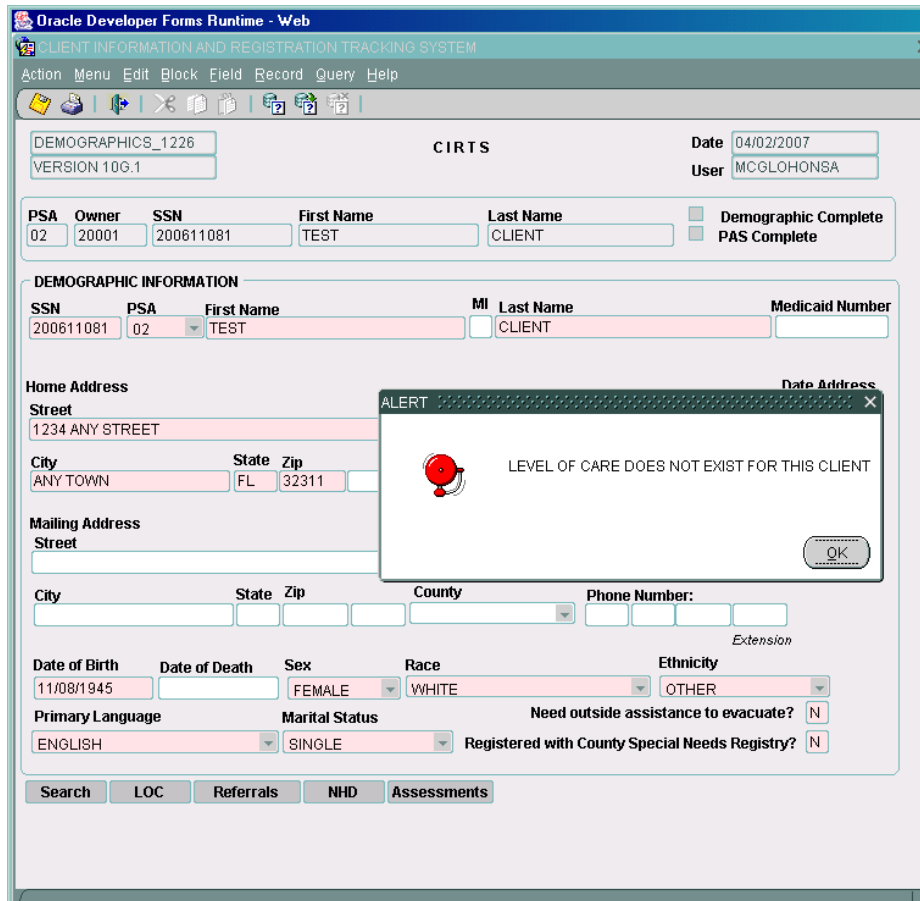 Oracle Developer Forms Runtime - Web
CLIENT INFORMATION AND REGISTRATION TRACKING SYSTEM
Action Menu Edit Block Field Record Query Help
DEMOGRAPHICS_1226 CIRTS Date 04/02/2007
VERSION 10G.1 User MCGLOHONSA
PSA Owner SSN First Name Last Name Demographic Complete
02 20001 200611081 TEST CLIENT PAS Complete
DEMOGRAPHIC INFORMATION
SSN PSA First Name MI Last Name Medicaid Number
200611081 02 TEST CLIENT
Home Address Date Address
Street
1234 ANY STREET
ALERT
LEVEL OF CARE DOES NOT EXIST FOR THIS CLIENT
OK
City State Zip
ANY TOWN FL 32311
Mailing Address
Street
City State Zip County Phone Number:
Extension
Date of Birth Date of Death Sex Race Ethnicity
11/08/1945 FEMALE WHITE OTHER
Primary Language Marital Status Need outside assistance to evacuate? N
ENGLISH SINGLE Registered with County Special Needs Registry? N
Search LOC Referrals NHD Assessments